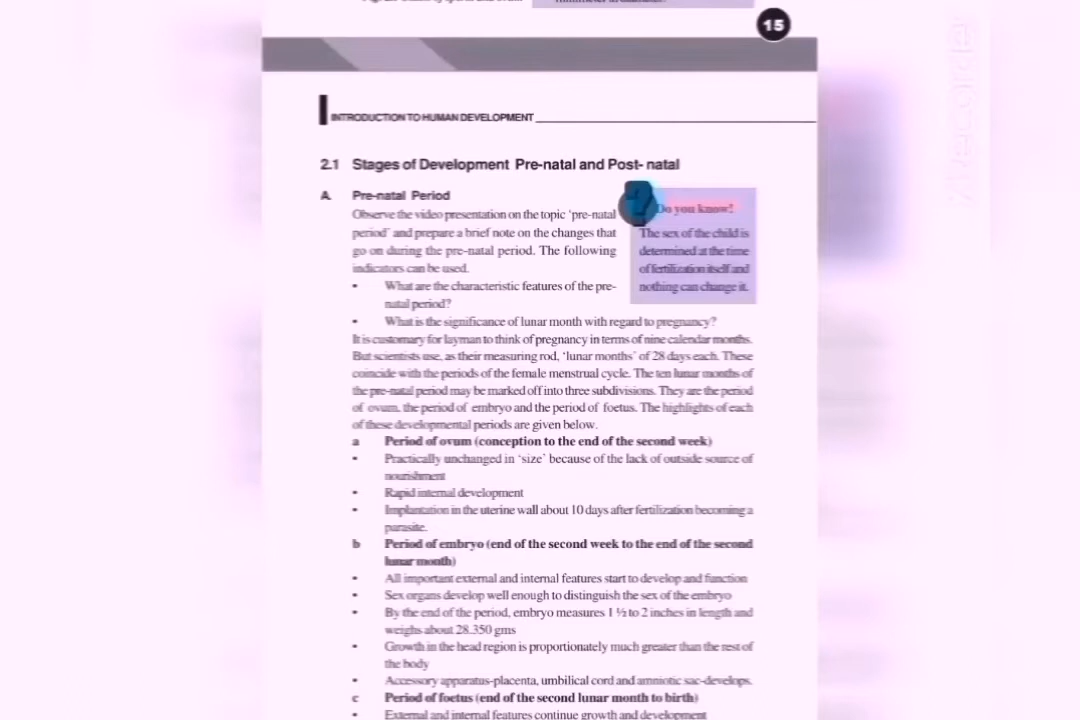 15
INTRODUCTION TO HUMAN DEVELOPMENT
2.1 Stages of Development Pre-natal and Post- natal
A. Pre-natal Period
Observe the video presentation on the topic ‘pre-natal
period’ and prepare a brief note on the changes that
go on during the pre-natal period. The following
indicators can be used.
• What are the characteristic features of the pre-
natal period?
Do you know!
The sex of the child is
determined at the time
of fertilization itself and
nothing can change it.
• What is the significance of lunar month with regard to pregnancy?
It is customary for layman to think of pregnancy in terms of nine calendar months.
But scientists use, as their measuring rod, ‘lunar months’ of 28 days each. These
coincide with the periods of the female menstrual cycle. The ten lunar months of
the pre-natal period may be marked off into three subdivisions. They are the period
of ovum, the period of embryo and the period of foetus. The highlights of each
of these developmental periods are given below.
a Period of ovum (conception to the end of the second week)
• Practically unchanged in ‘size’ because of the lack of outside source of
nourishment
• Rapid internal development
• Implantation in the uterine wall about 10 days after fertilization becoming a
parasite.
b Period of embryo (end of the second week to the end of the second
lunar month)
• All important external and internal features start to develop and function
• Sex organs develop well enough to distinguish the sex of the embryo
• By the end of the period, embryo measures 1 ½ to 2 inches in length and
weighs about 28.350 gms
• Growth in the head region is proportionately much greater than the rest of
the body
• Accessory apparatus-placenta, umbilical cord and amniotic sac-develops.
c Period of foetus (end of the second lunar month to birth)
• External and internal features continue growth and development